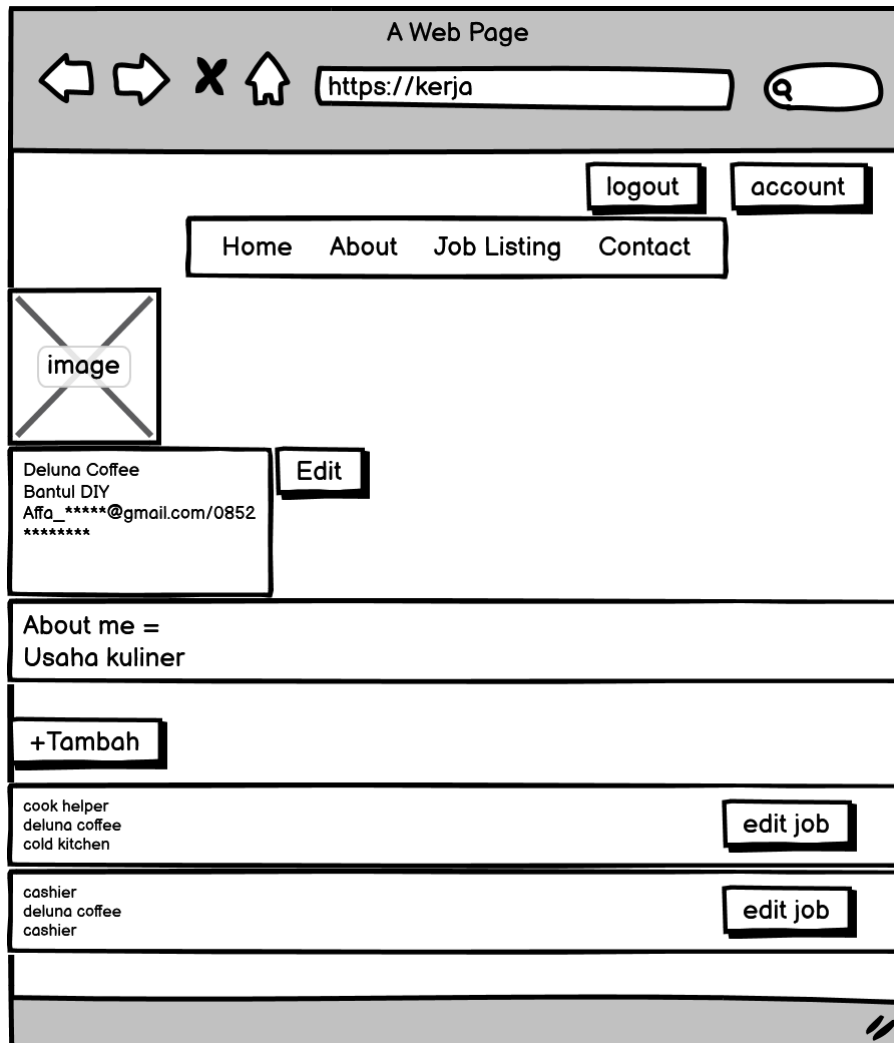 A Web Page
https://kerja
logout account
Home About Job Listing Contact
image
Deluna Coffee
Bantul DIY
Affa_*****@gmail.com/0852
********
Edit
About me =
Usaha kuliner
+Tambah
cook helper
deluna coffee
cold kitchen
edit job
cashier
deluna coffee
cashier
edit job